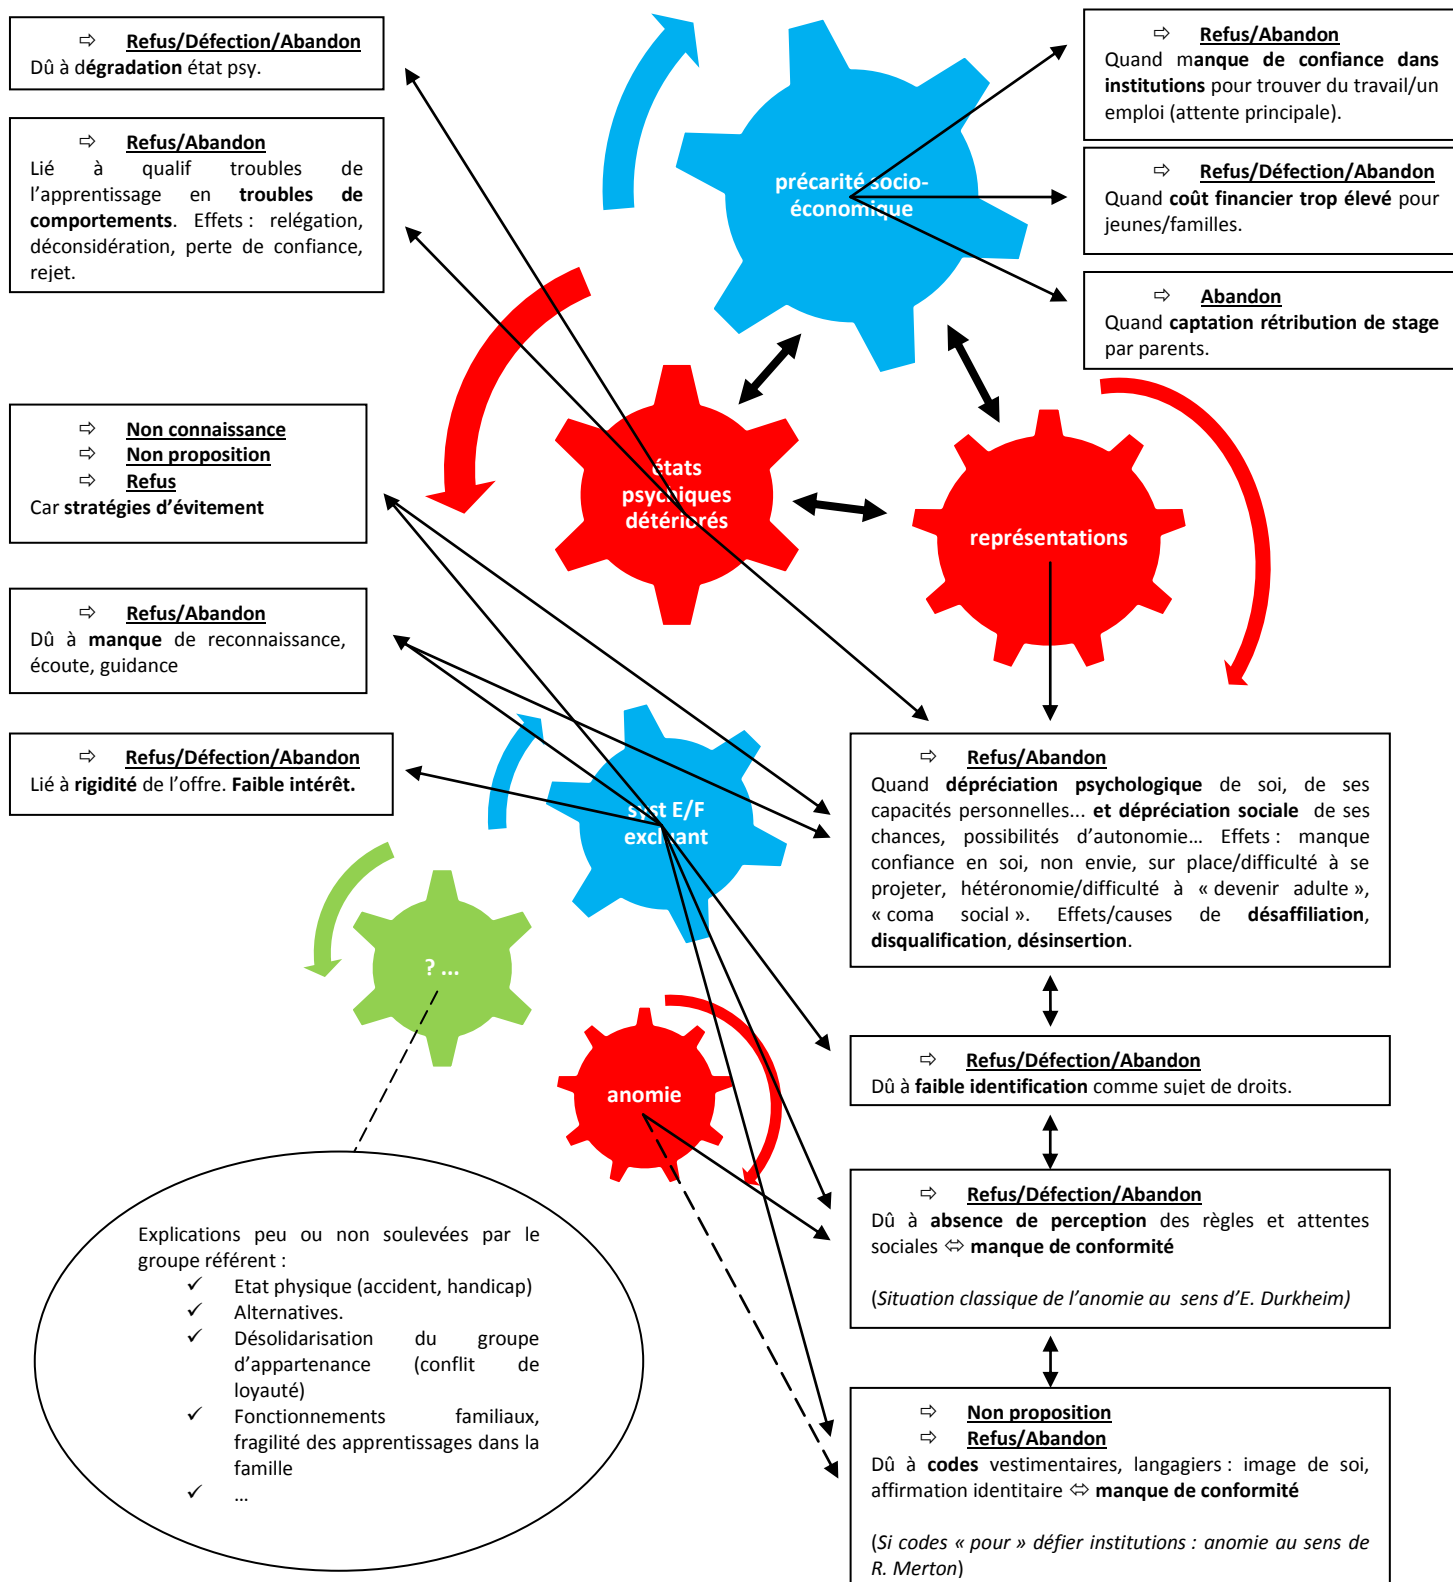 ⇨ Refus/Défection/Abandon
Dû à dégradation état psy.
⇨ Refus/Abandon
Lié à qualif troubles de
l'apprentissage en troubles de
comportements. Effets : relégation,
déconsidération, perte de confiance,
rejet.
⇨ Non connaissance
⇨ Non proposition
⇨ Refus
Car stratégies d'évitement
⇨ Refus/Abandon
Dû à manque de reconnaissance,
écoute, guidance
⇨ Refus/Défection/Abandon
Lié à rigidité de l'offre. Faible intérêt.
précarité socio-
économique
états
psychiques
détériorés
représentations
syst E/F
excluant
? ...
anomie
⇨ Refus/Abandon
Quand manque de confiance dans
institutions pour trouver du travail/un
emploi (attente principale).
⇨ Refus/Défection/Abandon
Quand coût financier trop élevé pour
jeunes/familles.
⇨ Abandon
Quand captation rétribution de stage
par parents.
⇨ Refus/Abandon
Quand dépréciation psychologique de soi, de ses
capacités personnelles... et dépréciation sociale de ses
chances, possibilités d'autonomie... Effets : manque
confiance en soi, non envie, sur place/difficulté à se
projeter, hétéronomie/difficulté à « devenir adulte »,
« coma social ». Effets/causes de désaffiliation,
disqualification, désinsertion.
⇨ Refus/Défection/Abandon
Dû à faible identification comme sujet de droits.
⇨ Refus/Défection/Abandon
Dû à absence de perception des règles et attentes
sociales ⇔ manque de conformité
(Situation classique de l'anomie au sens d'E. Durkheim)
⇨ Non proposition
⇨ Refus/Abandon
Dû à codes vestimentaires, langagiers : image de soi,
affirmation identitaire ⇔ manque de conformité
(Si codes « pour » défier institutions : anomie au sens de
R. Merton)
Explications peu ou non soulevées par le
groupe référent :
✓ Etat physique (accident, handicap)
✓ Alternatives.
✓ Désolidarisation du groupe
d'appartenance (conflit de
loyauté)
✓ Fonctionnements familiaux,
fragilité des apprentissages dans la
famille
✓ ...